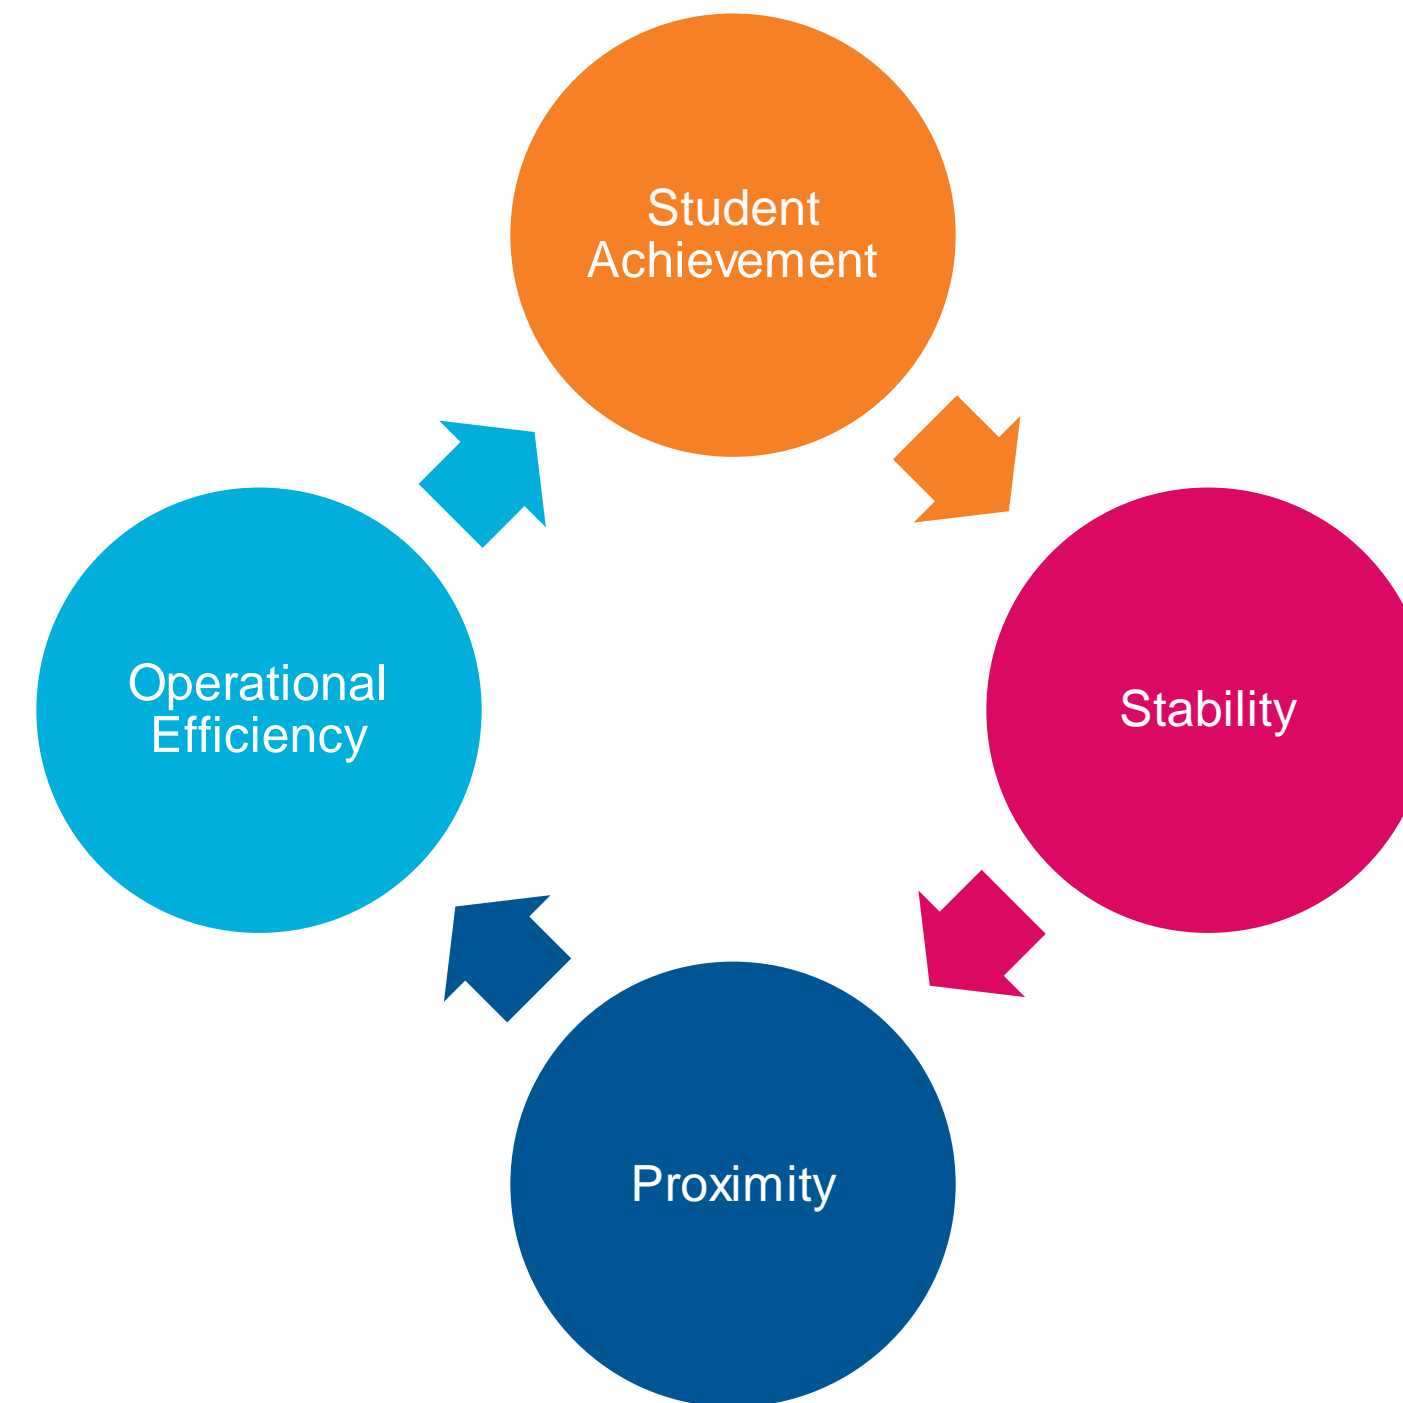 Student
Achievement
Stability
Proximity
Operational
Efficiency